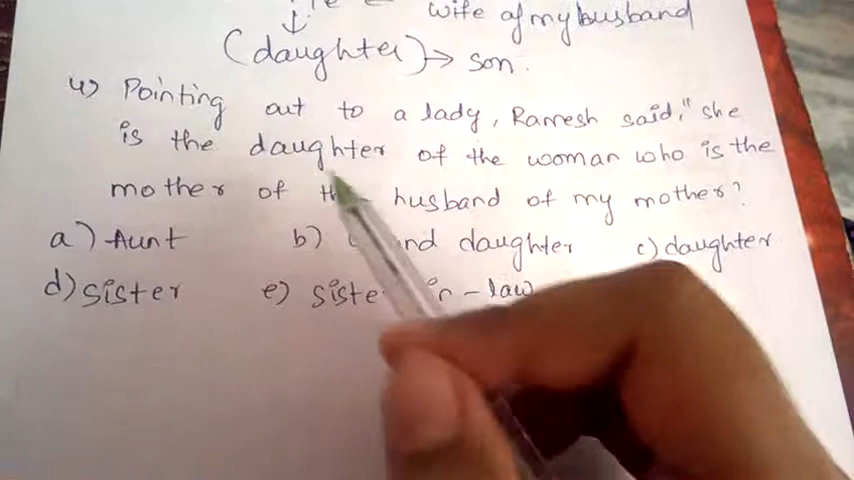 wife of my busband
(daughter) → son.
4) Pointing out to a lady, Ramesh said," she
is the daughter of the woman who is the
mother of husband of my mother?
a) Aunt b) daughter c) daughter
d) sister e) - law